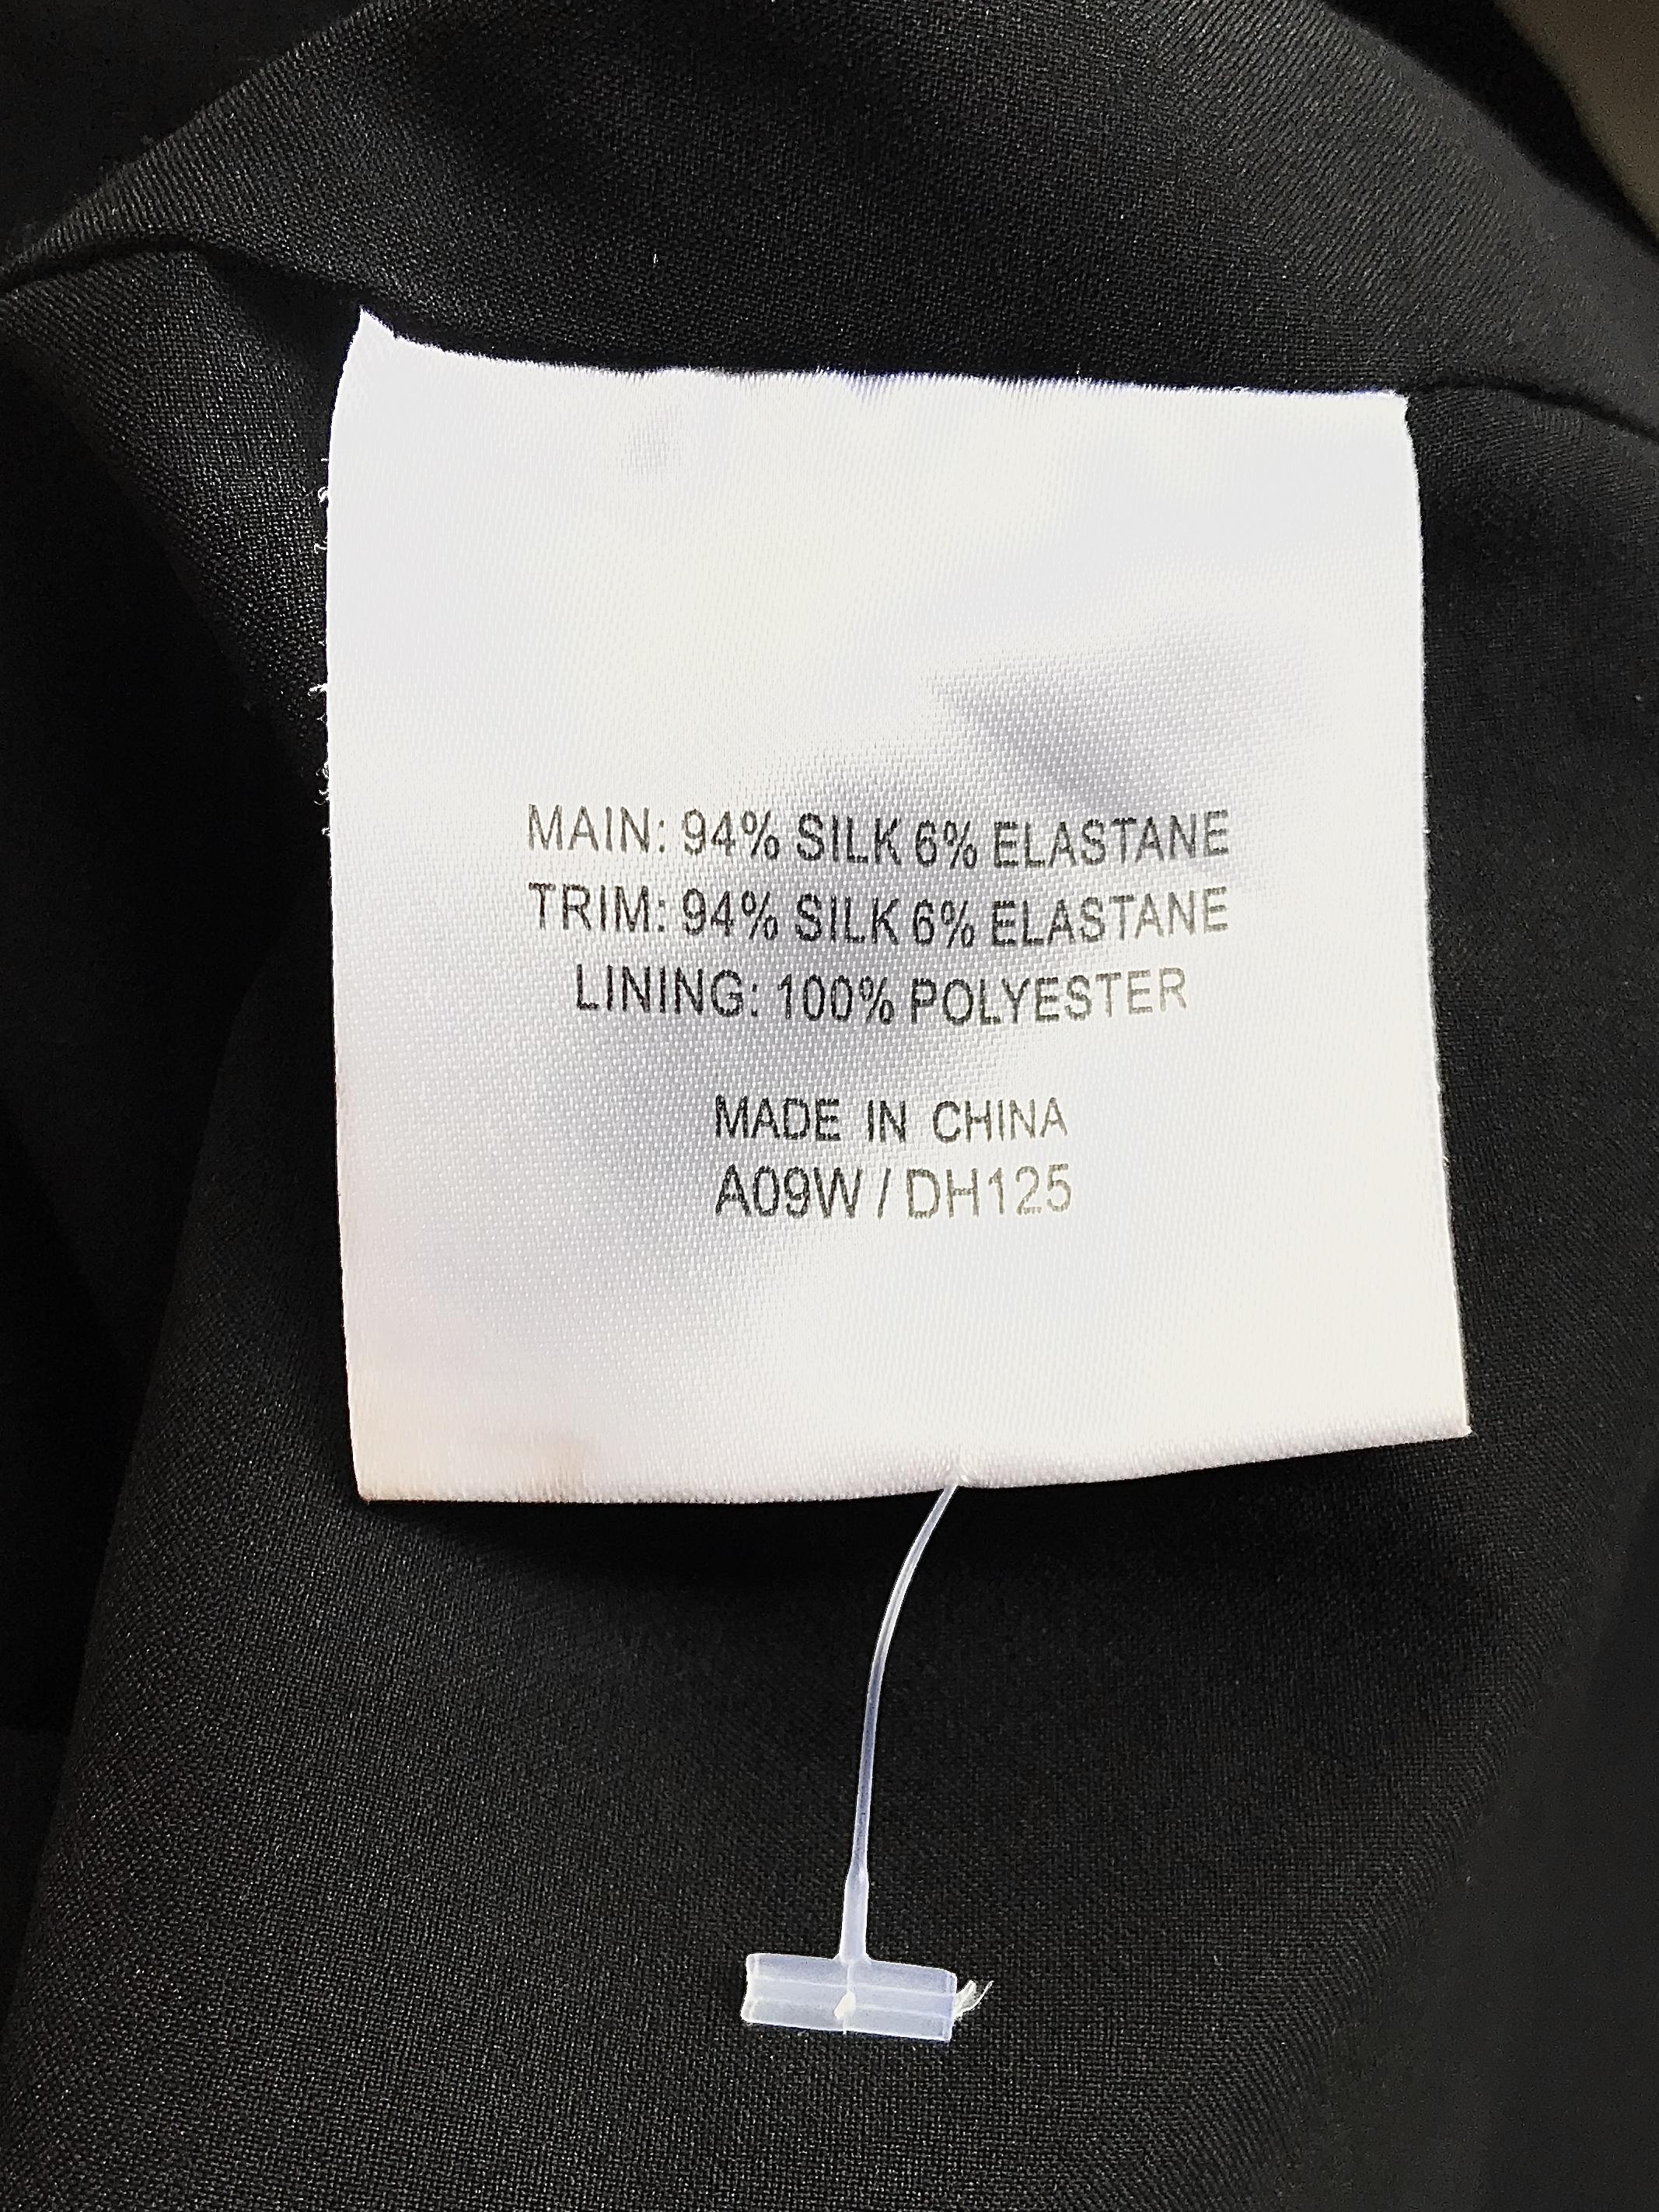 MAIN: 94% SILK 6% ELASTANE
TRIM: 94% SILK 6% ELASTANE
LINING: 100% POLYESTER
MADE IN CHINA
A09W / DH125